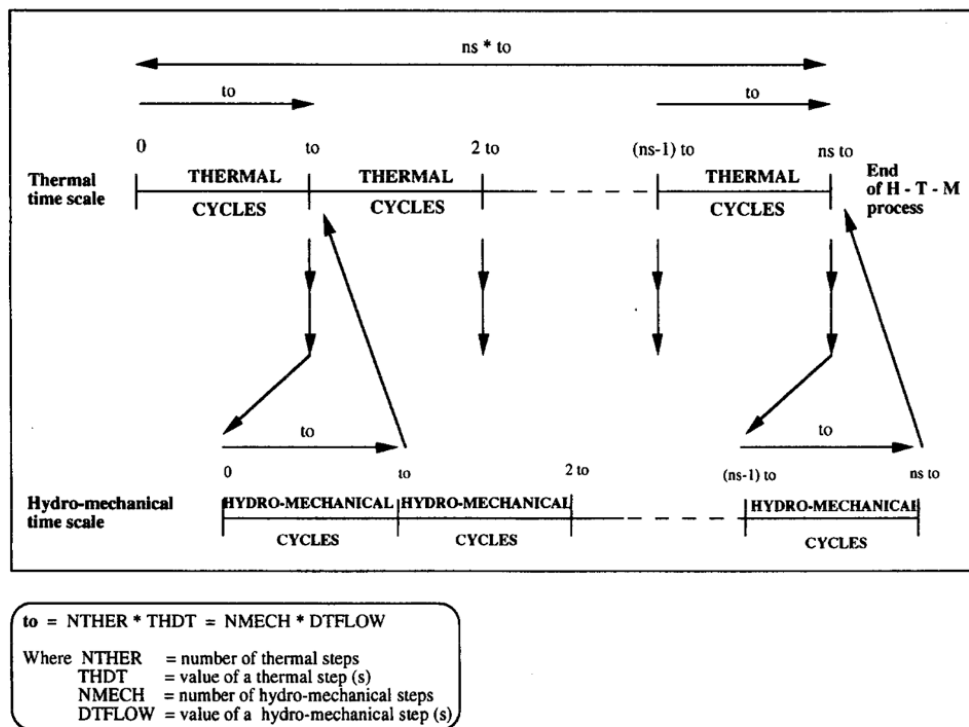 ns * to
to
to
0
to
2 to
(ns-1) to
ns to
Thermal
time scale
THERMAL
CYCLES
THERMAL
CYCLES
THERMAL
CYCLES
End
of H - T - M
process
to
to
0
to
2 to
(ns-1) to
ns to
Hydro-mechanical
time scale
HYDRO-MECHANICAL
CYCLES
HYDRO-MECHANICAL
CYCLES
HYDRO-MECHANICAL
CYCLES
to = NTHER * THDT = NMECH * DTFLOW
Where NTHER = number of thermal steps
THDT = value of a thermal step (s)
NMECH = number of hydro-mechanical steps
DTFLOW = value of a hydro-mechanical step (s)